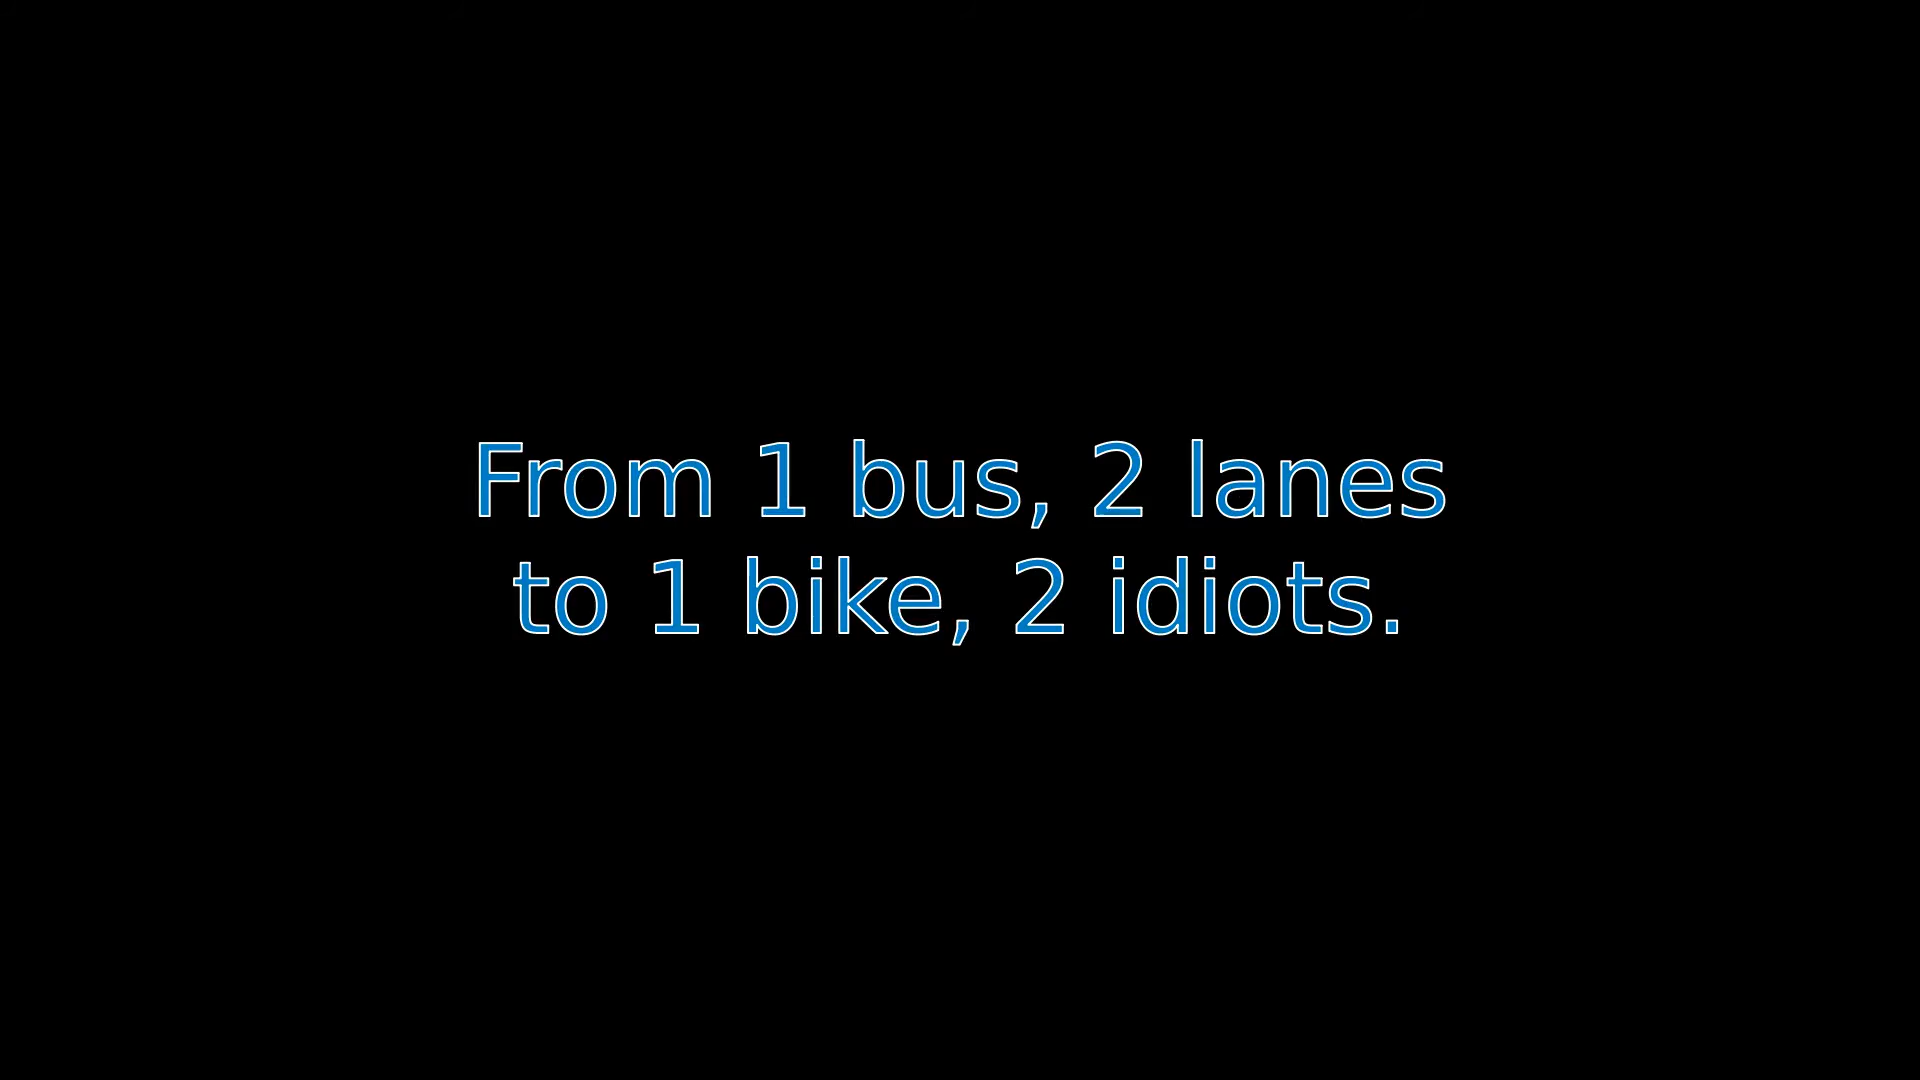 From 1 bus, 2 lanes
to 1 bike, 2 idiots.